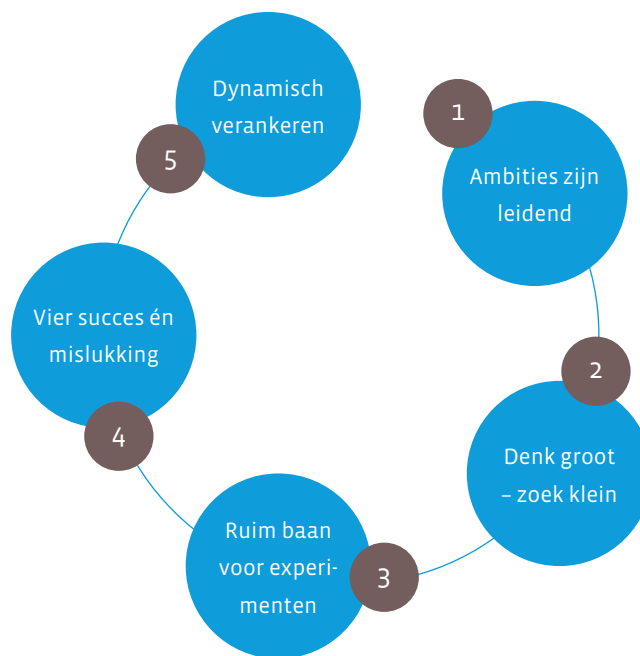 1
Ambities zijn
leidend
2
Denk groot
– zoek klein
3
Ruim baan
voor experi-
menten
4
Vier succes én
mislukking
5
Dynamisch
verankeren